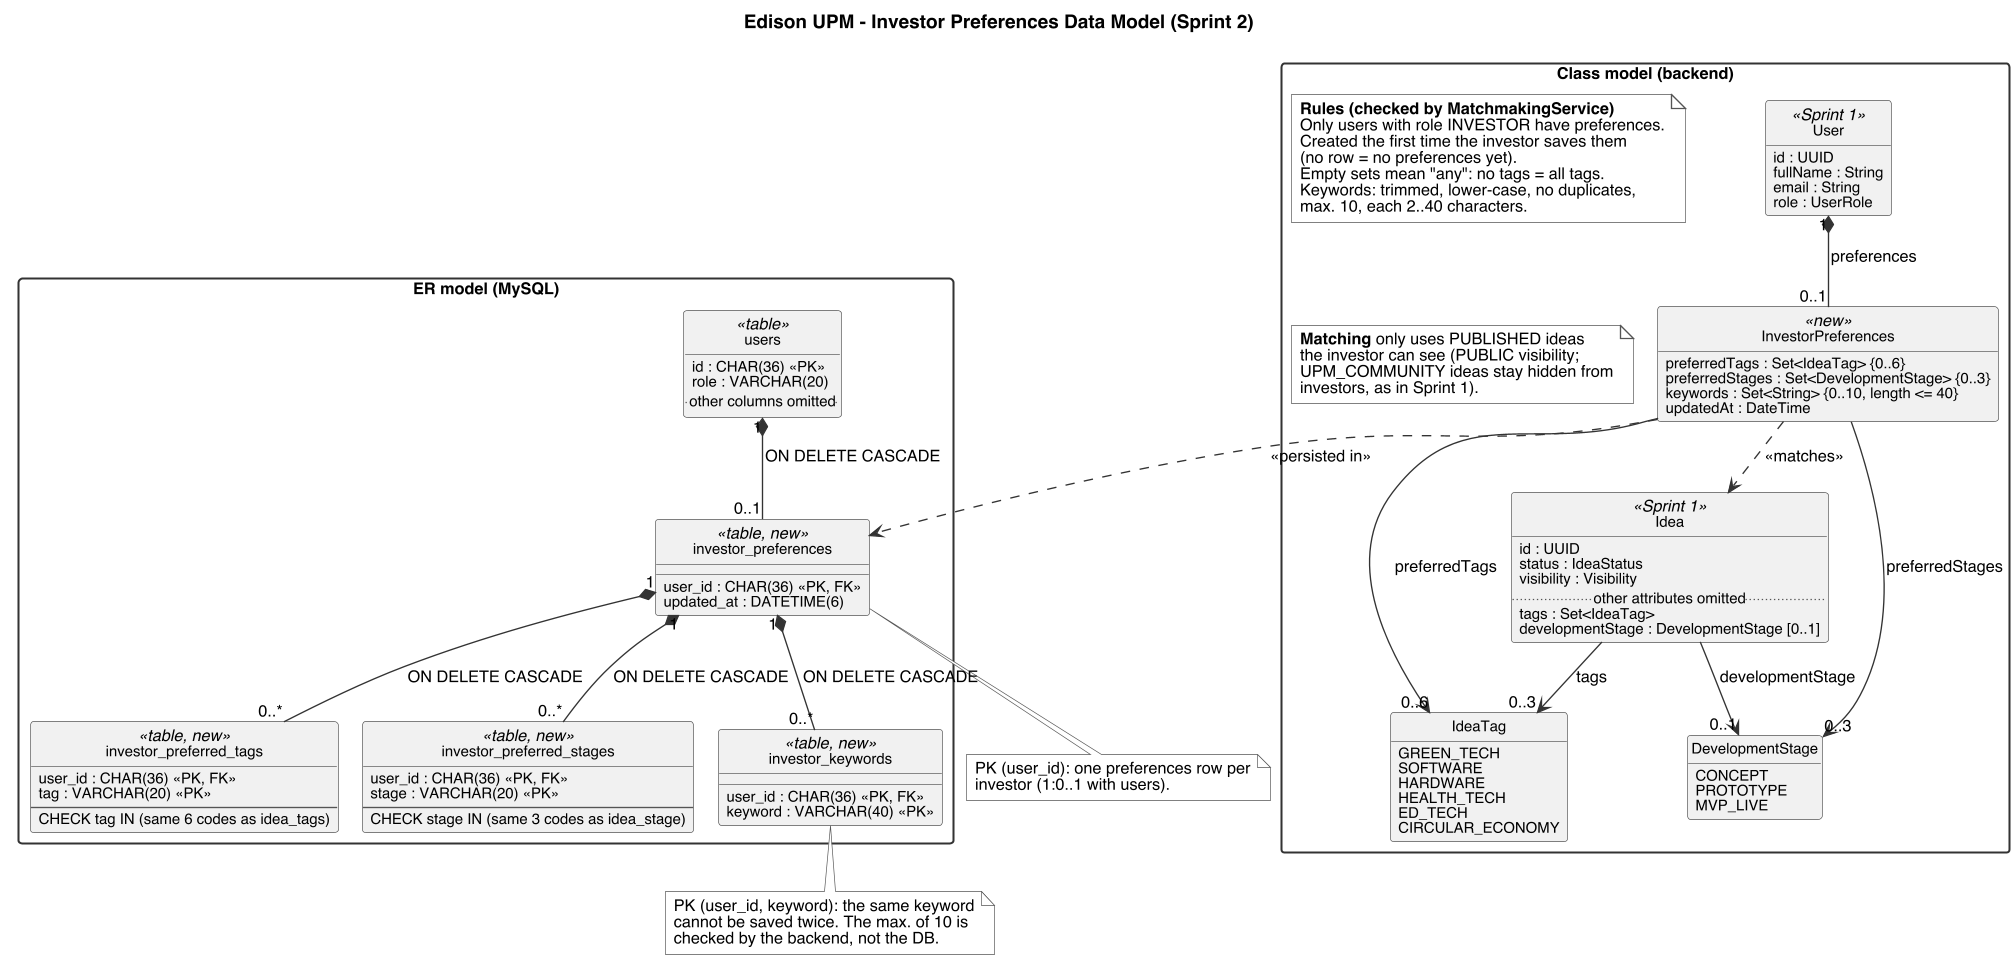 Edison UPM - Investor Preferences Data Model (Sprint 2)
Class model (backend)
Rules (checked by MatchmakingService)
Only users with role INVESTOR have preferences.
Created the first time the investor saves them
(no row = no preferences yet).
Empty sets mean "any": no tags = all tags.
Keywords: trimmed, lower-case, no duplicates,
max. 10, each 2..40 characters.
«Sprint 1»
User
id : UUID
fullName : String
email : String
role : UserRole
1
preferences
0..1
Matching only uses PUBLISHED ideas
the investor can see (PUBLIC visibility;
UPM_COMMUNITY ideas stay hidden from
investors, as in Sprint 1).
«new»
InvestorPreferences
preferredTags : Set<IdeaTag> {0..6}
preferredStages : Set<DevelopmentStage> {0..3}
keywords : Set<String> {0..10, length <= 40}
updatedAt : DateTime
«persisted in»
«matches»
«Sprint 1»
Idea
id : UUID
status : IdeaStatus
visibility : Visibility
other attributes omitted
tags : Set<IdeaTag>
developmentStage : DevelopmentStage [0..1]
preferredTags
preferredStages
tags
developmentStage
0..6
0..3
0..1
0..3
IdeaTag
GREEN_TECH
SOFTWARE
HARDWARE
HEALTH_TECH
ED_TECH
CIRCULAR_ECONOMY
DevelopmentStage
CONCEPT
PROTOTYPE
MVP_LIVE
ER model (MySQL)
«table»
users
id : CHAR(36) «PK»
role : VARCHAR(20)
other columns omitted
1
ON DELETE CASCADE
0..1
«table, new»
investor_preferences
user_id : CHAR(36) «PK, FK»
updated_at : DATETIME(6)
1
1
1
ON DELETE CASCADE
ON DELETE CASCADE
ON DELETE CASCADE
0..*
0..*
0..*
«table, new»
investor_preferred_tags
user_id : CHAR(36) «PK, FK»
tag : VARCHAR(20) «PK»
CHECK tag IN (same 6 codes as idea_tags)
«table, new»
investor_preferred_stages
user_id : CHAR(36) «PK, FK»
stage : VARCHAR(20) «PK»
CHECK stage IN (same 3 codes as idea_stage)
«table, new»
investor_keywords
user_id : CHAR(36) «PK, FK»
keyword : VARCHAR(40) «PK»
PK (user_id): one preferences row per
investor (1:0..1 with users).
PK (user_id, keyword): the same keyword
cannot be saved twice. The max. of 10 is
checked by the backend, not the DB.